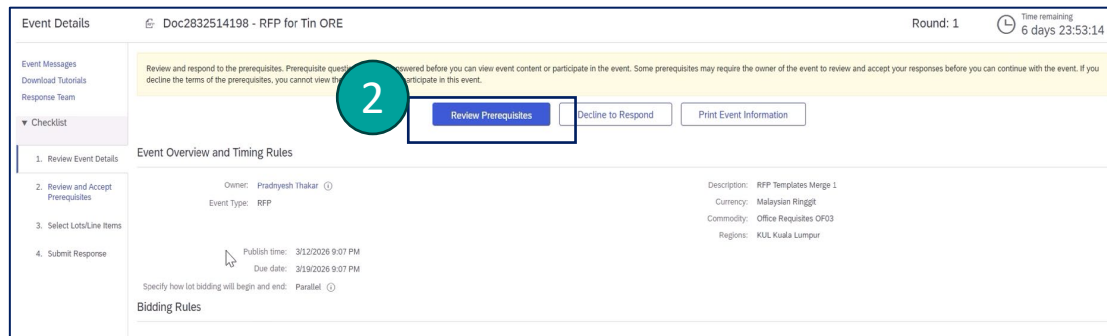 Event Details
Doc2832514198 - RFP for Tin ORE
Round: 1
Time remaining
6 days 23:53:14
Event Messages
Download Tutorials
Response Team
▼ Checklist
1. Review Event Details
2. Review and Accept
Prerequisites
3. Select Lots/Line Items
4. Submit Response
Review and respond to the prerequisites. Prerequisite answered before you can view event content or participate in the event. Some prerequisites may require the owner of the event to review and accept your responses before you can continue with the event. If you
decline the terms of the prerequisites, you cannot view participate in this event.
2
Review Prerequisites
Decline to Respond
Print Event Information
Event Overview and Timing Rules
Owner: Pradnyesh Thakar
Event Type: RFP
Publish time: 3/12/2026 9:07 PM
Due date: 3/19/2026 9:07 PM
Specify how lot bidding will begin and end: Parallel
Description: RFP Templates Merge 1
Currency: Malaysian Ringgit
Commodity: Office Requisites OF03
Regions: KUL Kuala Lumpur
Bidding Rules